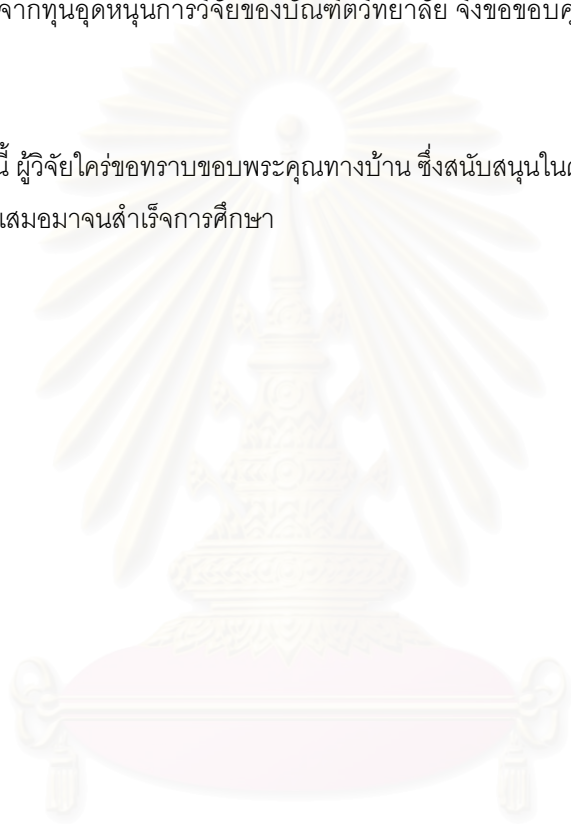 จากทุนอุดหนุนการวิจัยของบัณฑิตวิทยาลัย จึงขอขอบ
นี้ ผู้วิจัยใคร่ขอทราบขอบพระคุณทางบ้าน ซึ่งสนับสนุนใน
เสมอมาจนสำเร็จการศึกษา